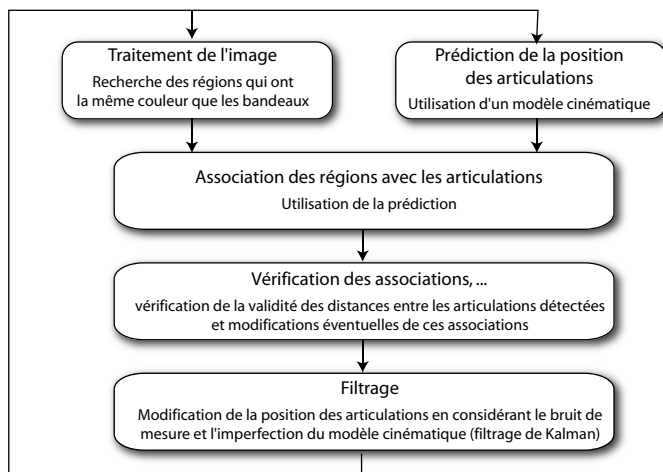 Traitement de l'image
Recherche des régions qui ont
la même couleur que les bandeaux
Prédiction de la position
des articulations
Utilisation d'un modèle cinématique
Association des régions avec les articulations
Utilisation de la prédiction
Vérification des associations, ...
vérification de la validité des distances entre les articulations détectées
et modifications éventuelles de ces associations
Filtrage
Modification de la position des articulations en considérant le bruit de
mesure et l'imperfection du modèle cinématique (filtrage de Kalman)